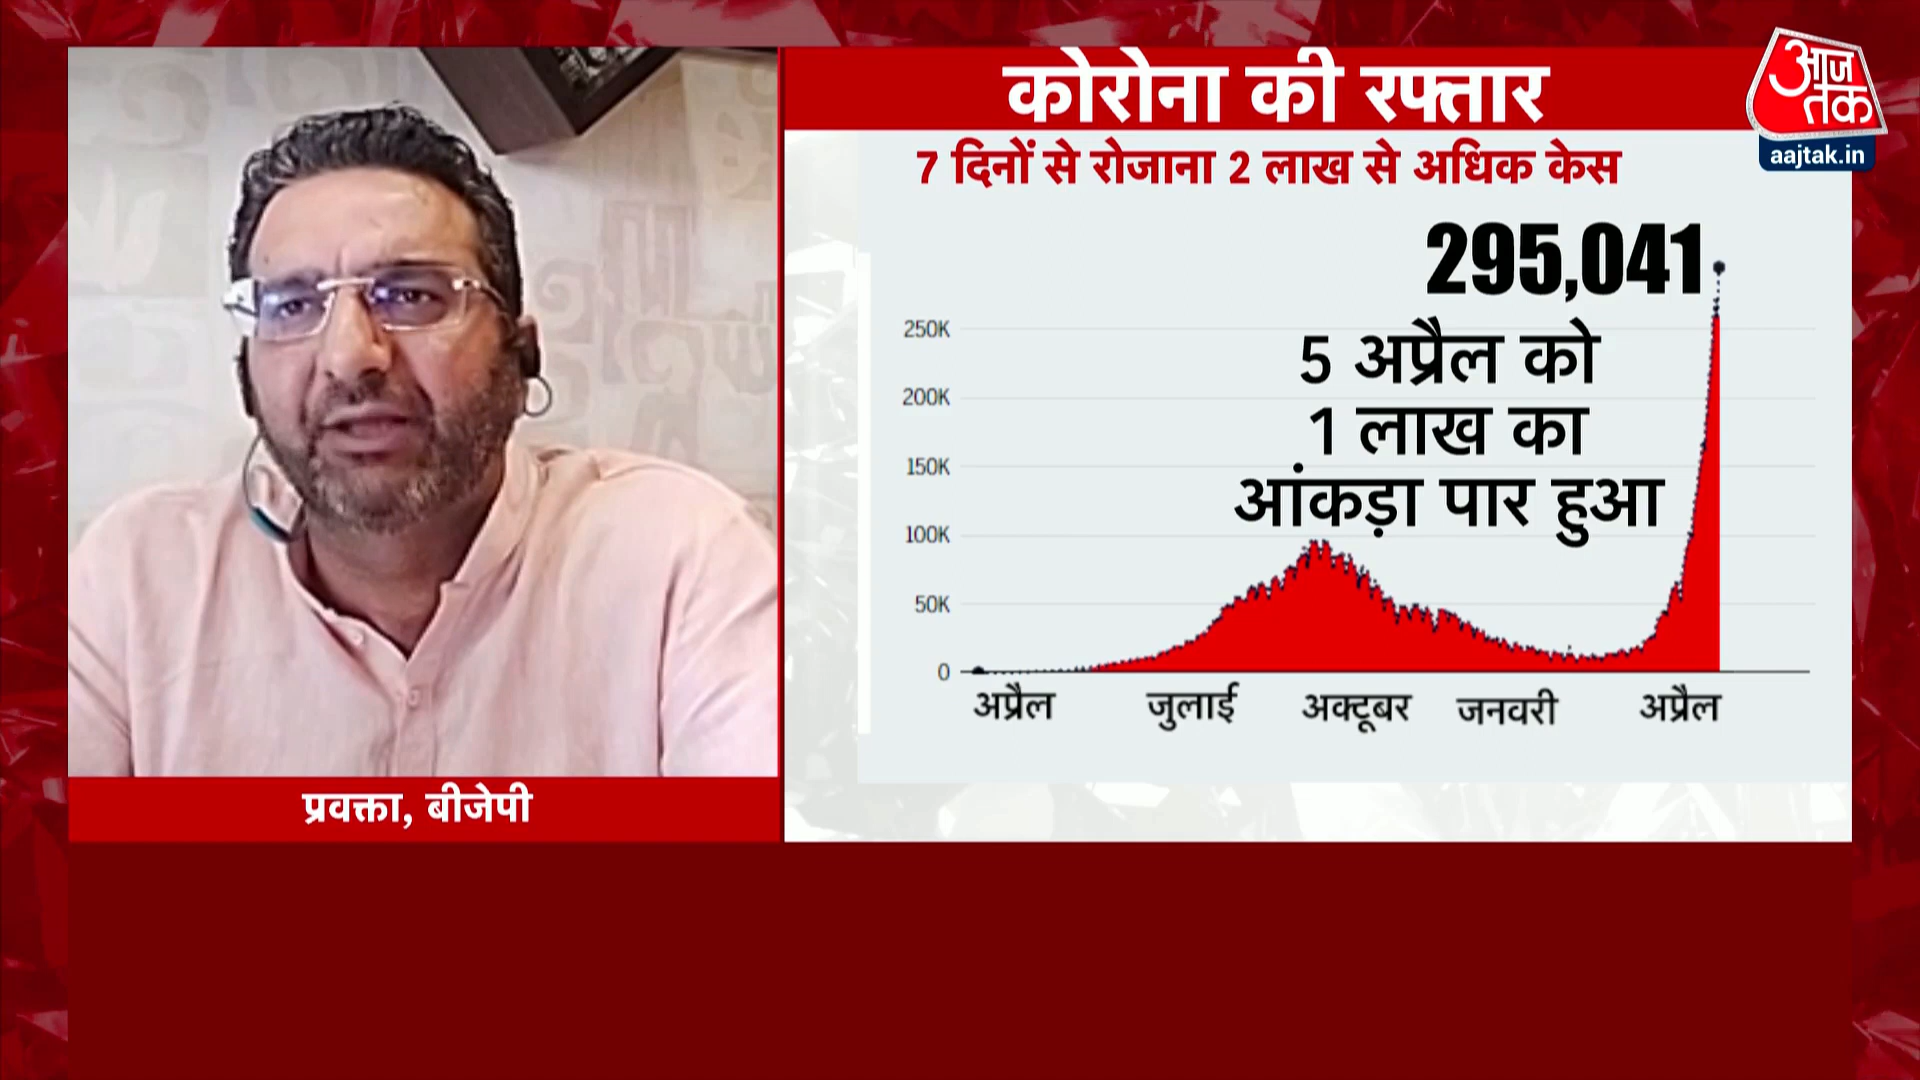 कोरोना की रफ्तार
आज
तक
aajtak.in
7 दिनों से रोजाना 2 लाख से अधिक केस
295,041
5 अप्रैल को
1 लाख का
आंकड़ा पार हुआ
250K
200K
150K
100K
50K
0
अप्रैल जुलाई अक्टूबर जनवरी अप्रैल
प्रवक्ता, बीजेपी